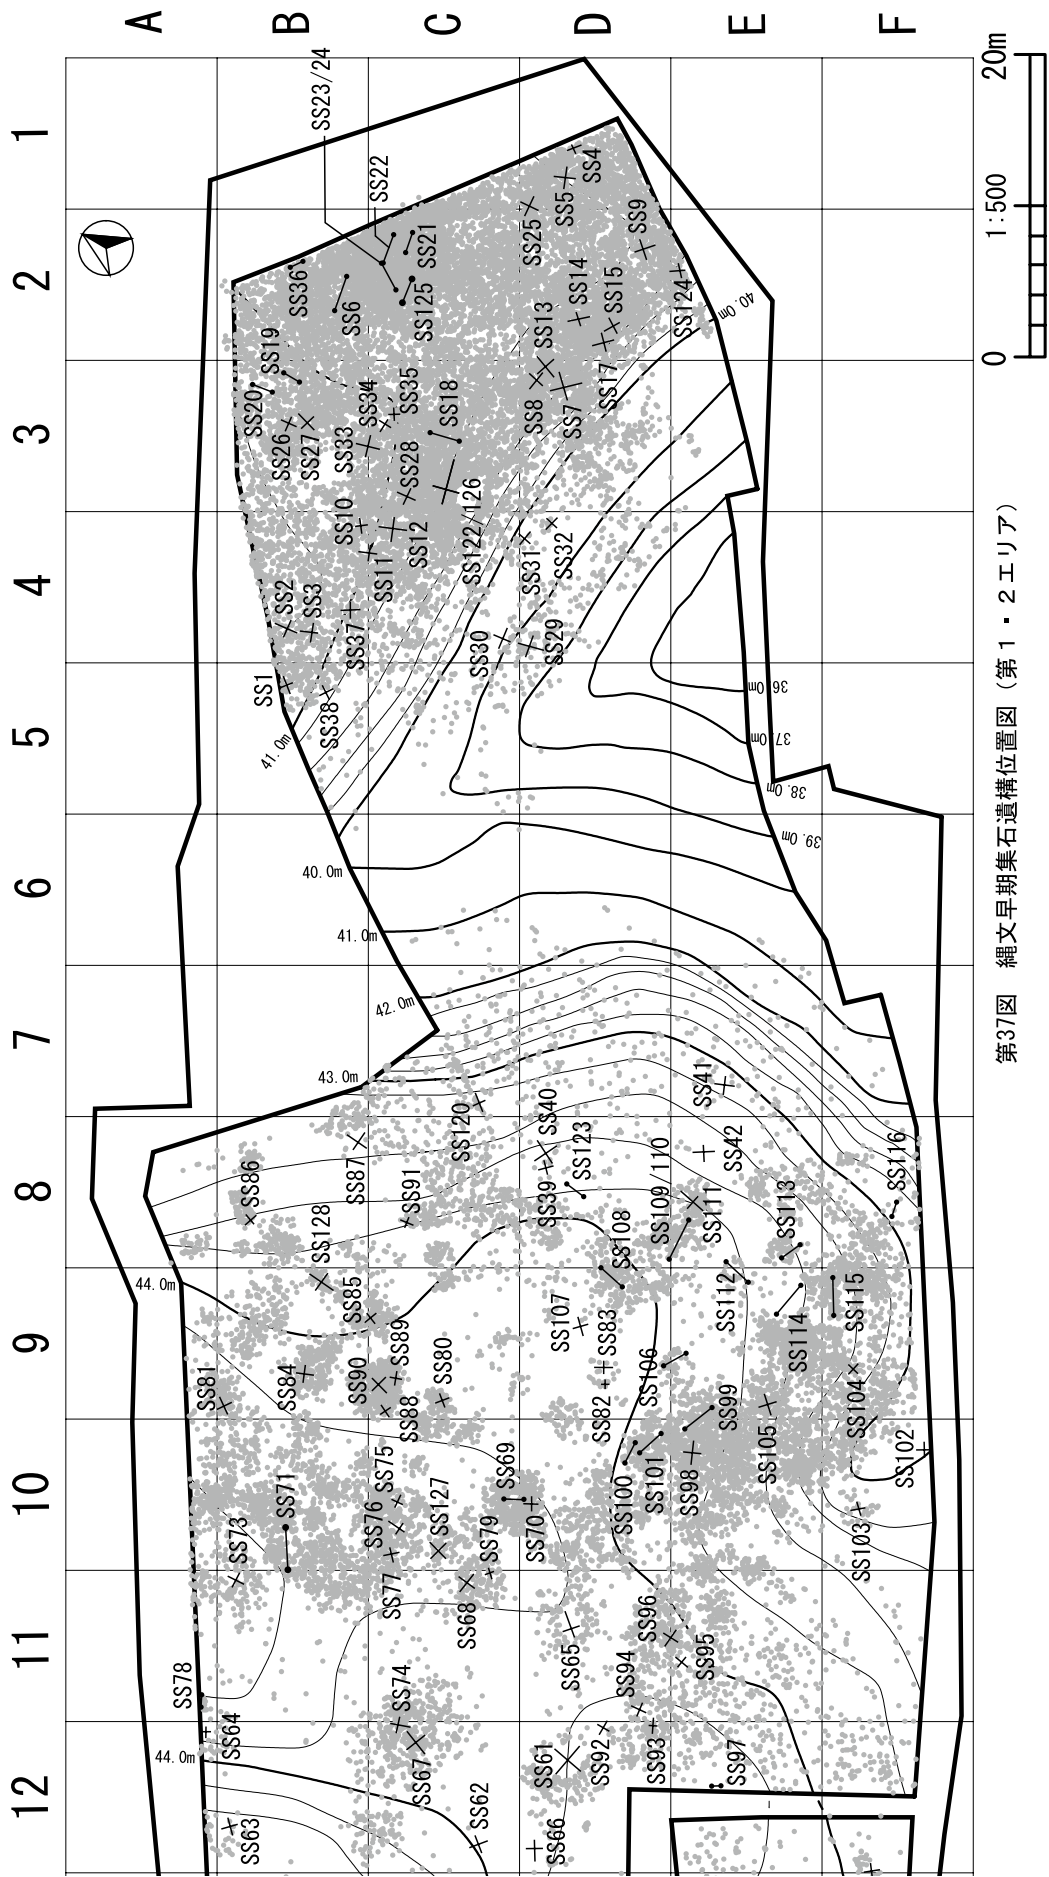 A
B
C
D
E
F
1
2
3
4
5
6
7
8
9
10
11
12
20m
1:500
0
第37図　縄文早期集石遺構位置図（第１・２エリア）
SS23/24
SS22
SS4
SS5
SS25
SS9
SS21
SS36
SS6
SS125
SS14
SS15
SS124
SS13
40.0m
SS19
SS20
SS34
SS35
SS18
SS8
SS7
SS17
SS26
SS27
SS33
SS28
SS10
SS12
SS122/126
SS11
SS31
SS32
SS2
SS3
SS37
SS30
SS29
SS1
SS38
41.0m
36.0m
37.0m
38.0m
39.0m
40.0m
41.0m
42.0m
43.0m
SS41
SS120
SS40
SS42
SS123
SS39
SS109/110
SS111
SS113
SS116
SS86
SS87
SS91
SS128
SS108
44.0m
SS85
SS107
SS112
SS115
SS114
SS89
SS83
SS80
SS106
SS81
SS84
SS90
SS88
SS82
SS99
SS104
SS105
SS102
SS69
SS75
SS71
SS76
SS127
SS100
SS101
SS98
SS70
SS79
SS73
SS77
SS68
SS103
SS96
SS95
SS65
SS94
SS78
SS74
SS64
44.0m
SS67
SS61
SS92
SS93
SS97
SS62
SS63
SS66